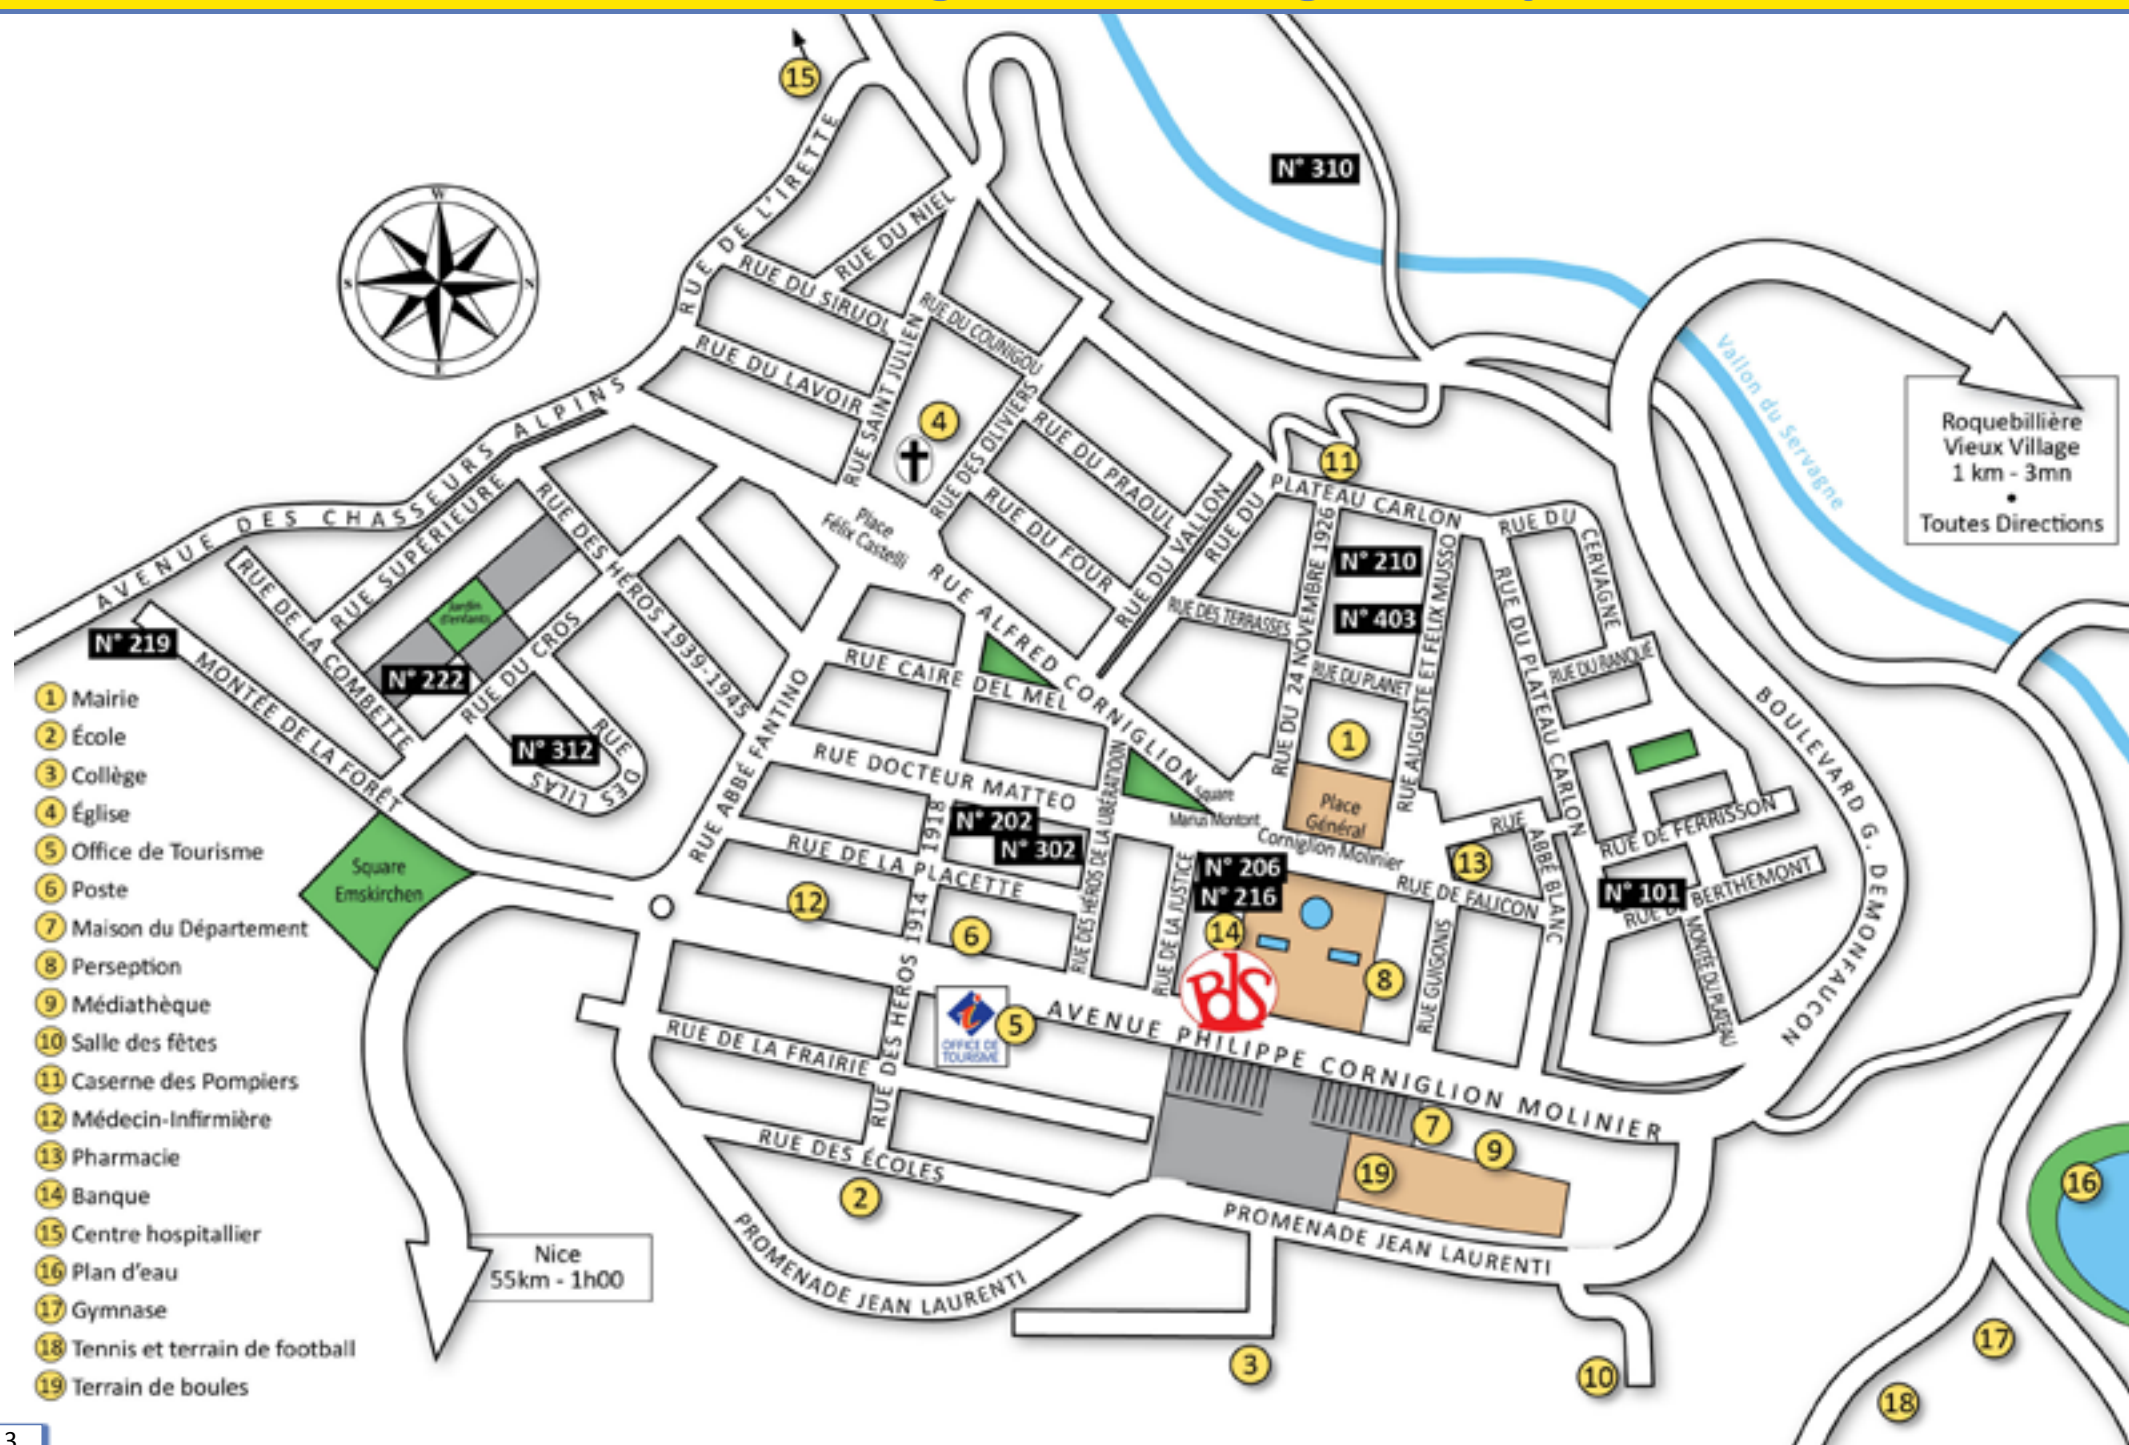 15
N° 310
W
S
N
E
RUE DE L'IRETTE
RUE DU NIEL
RUE DU SIRUOL
RUE DU COUNIGOU
RUE DU LAVOIR
RUE SAINT JULIEN
4
RUE DES OLIVIERS
RUE DU PRAOUL
RUE DU FOUR
RUE DU VALLON
RUE DU
11
PLATEAU CARLON
RUE DU CERVAGNE
Vallon du Servagne
Roquebillière
Vieux Village
1 km - 3mn
•
Toutes Directions
AVENUE DES CHASSEURS ALPINS
RUE SUPÉRIEURE
RUE DES HÉROS 1939-1945
Place
Félix Castelli
RUE ALFRED CORNIGLION
RUE DES TERRASSES
RUE DU 24 NOVEMBRE 1926
N° 210
N° 403
RUE DU PLANET
RUE AUGUSTE ET FELIX MUSSO
RUE DU PLATEAU CARLON
RUE DU RANQUÉ
BOULEVARD G. DEMONFAUCON
RUE DE LA COMBETTE
Jardin
d'enfants
N° 219
N° 222
RUE DU CROS
MONTÉE DE LA FORÊT
N° 312
RUE DES LILAS
RUE ABBÉ FANTINO
RUE CAIRE DEL MEL
RUE DOCTEUR MATTEO
RUE DES HÉROS DE LA LIBÉRATION
Square
Marius Montont
1
Place
Général
Corniglion Molinier
N° 202
N° 302
RUE DE LA PLACETTE
RUE DES HÉROS 1914 1918
RUE DE LA JUSTICE
N° 206
N° 216
14
BdS
8
13
RUE ABBÉ BLANC
RUE DE FALICON
RUE GUIGONIS
RUE DE FERRISSON
N° 101
RUE D BERTHEMONT
MONTÉE DU PLATEAU
Square
Emskirchen
12
6
5
i
OFFICE DE
TOURISME
AVENUE PHILIPPE CORNIGLION MOLINIER
RUE DE LA FRAIRIE
RUE DES ÉCOLES
2
7
9
19
PROMENADE JEAN LAURENTI
PROMENADE JEAN LAURENTI
3
10
16
17
18
Nice
55km - 1h00
1 Mairie
2 École
3 Collège
4 Église
5 Office de Tourisme
6 Poste
7 Maison du Département
8 Perseption
9 Médiathèque
10 Salle des fêtes
11 Caserne des Pompiers
12 Médecin-Infirmière
13 Pharmacie
14 Banque
15 Centre hospitallier
16 Plan d'eau
17 Gymnase
18 Tennis et terrain de football
19 Terrain de boules
3